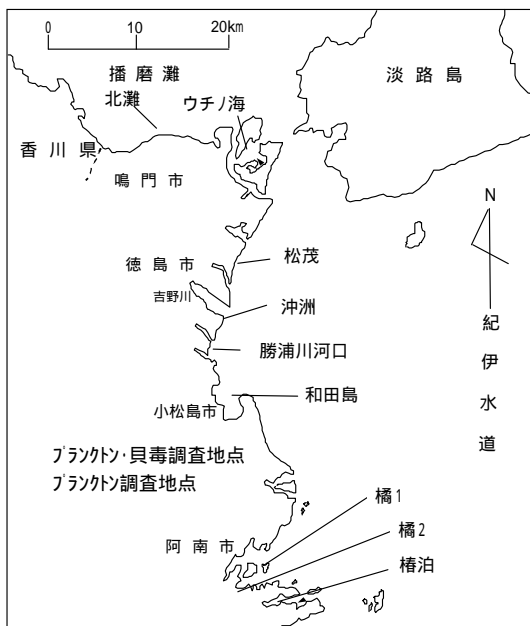 0 10km 20km
播磨灘
淡路島
北灘
ウチノ海
香川県
鳴門市
N
松茂
徳島市
吉野川
沖洲
紀伊水道
勝浦川河口
和田島
小松島市
プランクトン・貝毒調査地点
プランクトン調査地点
橘1
阿南市
橘2
椿泊